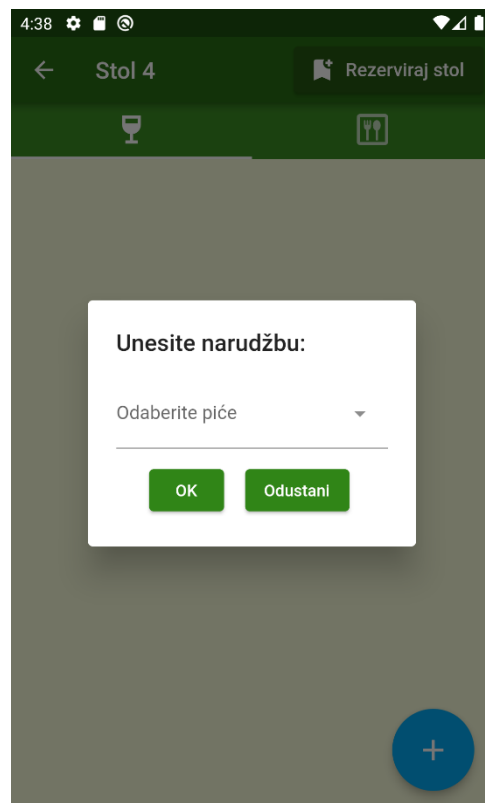 4:38
Stol 4
Rezerviraj stol
Unesite narudžbu:
Odaberite piće
OK Odustani